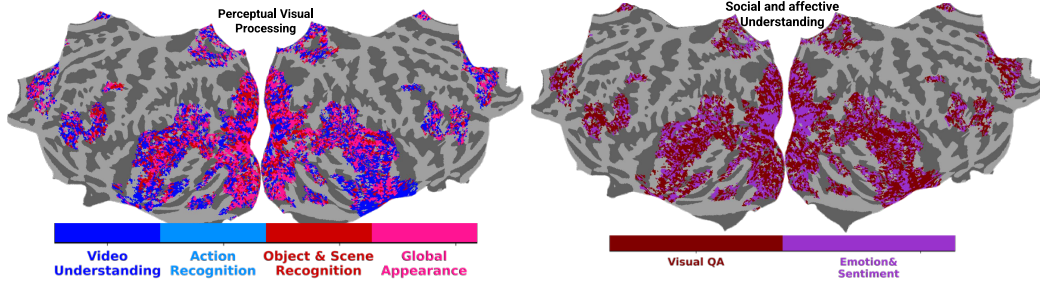 Perceptual Visual
Processing
Video
Understanding
Action
Recognition
Object & Scene
Recognition
Global
Appearance
Social and affective
Understanding
Visual QA
Emotion&
Sentiment